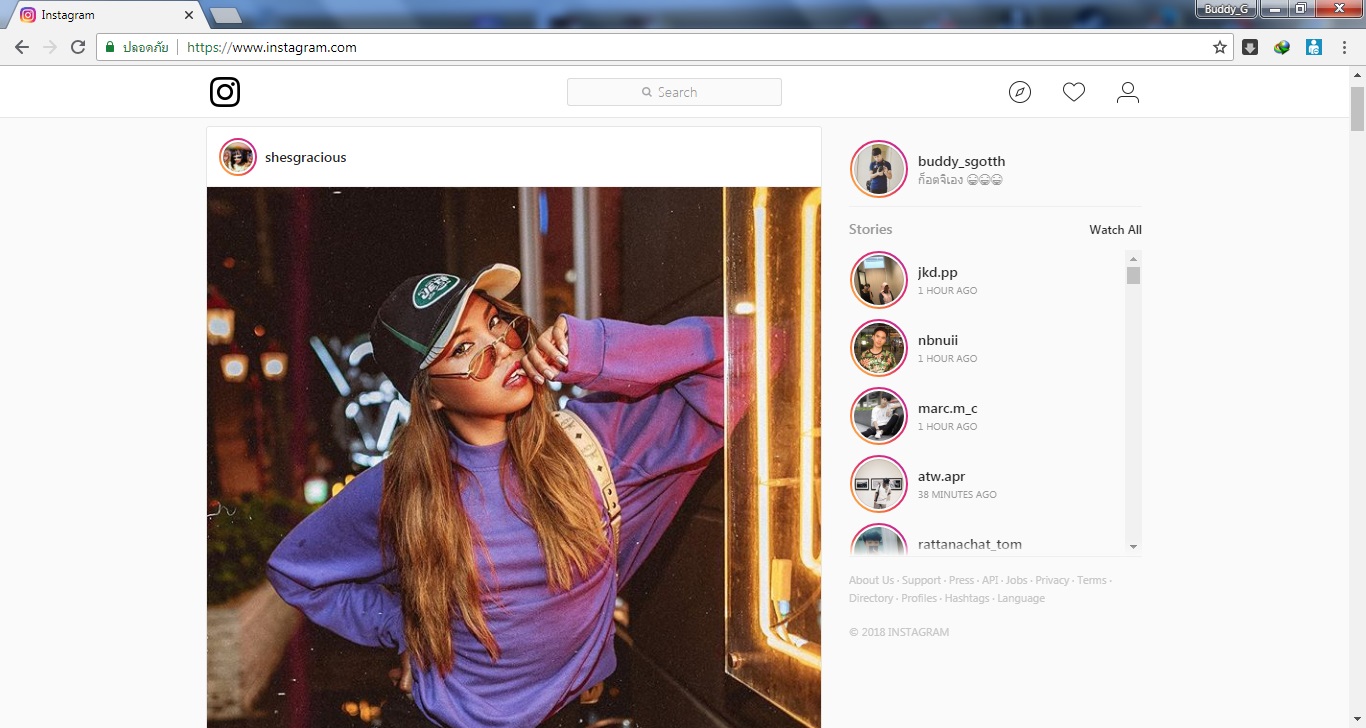 Instagram
Buddy_G
ปลอดภัย
https://www.instagram.com
Search
shesgracious
JETS
buddy_sgotth
ก็อตจิเอง 😂😂😂
Stories
Watch All
jkd.pp
1 HOUR AGO
nbnuii
1 HOUR AGO
marc.m_c
1 HOUR AGO
atw.apr
38 MINUTES AGO
rattanachat_tom
About Us · Support · Press · API · Jobs · Privacy · Terms ·
Directory · Profiles · Hashtags · Language
© 2018 INSTAGRAM